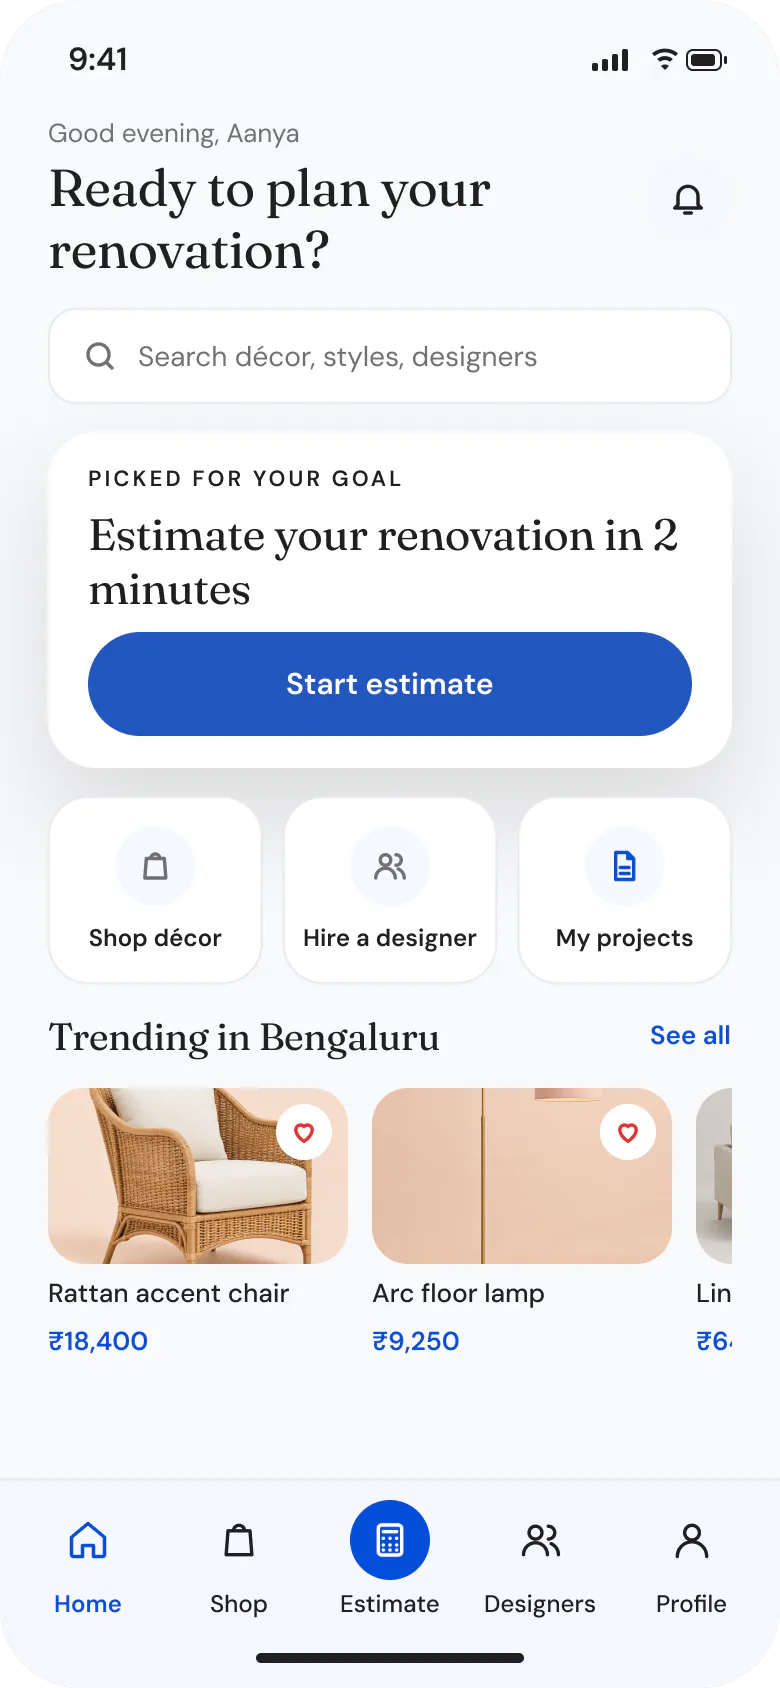 9:41
Good evening, Aanya
Ready to plan your
renovation?
Search décor, styles, designers
PICKED FOR YOUR GOAL
Estimate your renovation in 2
minutes
Start estimate
Shop décor
Hire a designer
My projects
Trending in Bengaluru
See all
Rattan accent chair
Arc floor lamp
Lin
₹18,400
₹9,250
₹6
Home
Shop
Estimate
Designers
Profile